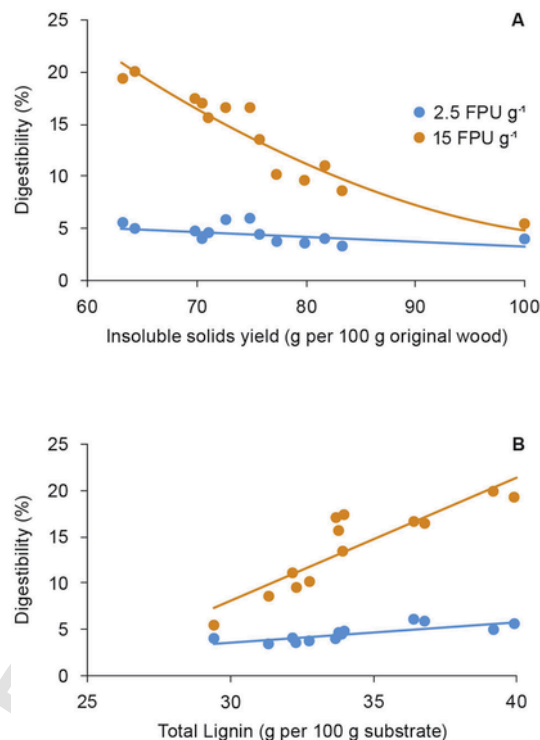 A
25
20
15
10
5
0
Digestibility (%)
2.5 FPU g⁻¹
15 FPU g⁻¹
60 70 80 90 100
Insoluble solids yield (g per 100 g original wood)
B
25
20
15
10
5
0
Digestibility (%)
25 30 35 40
Total Lignin (g per 100 g substrate)